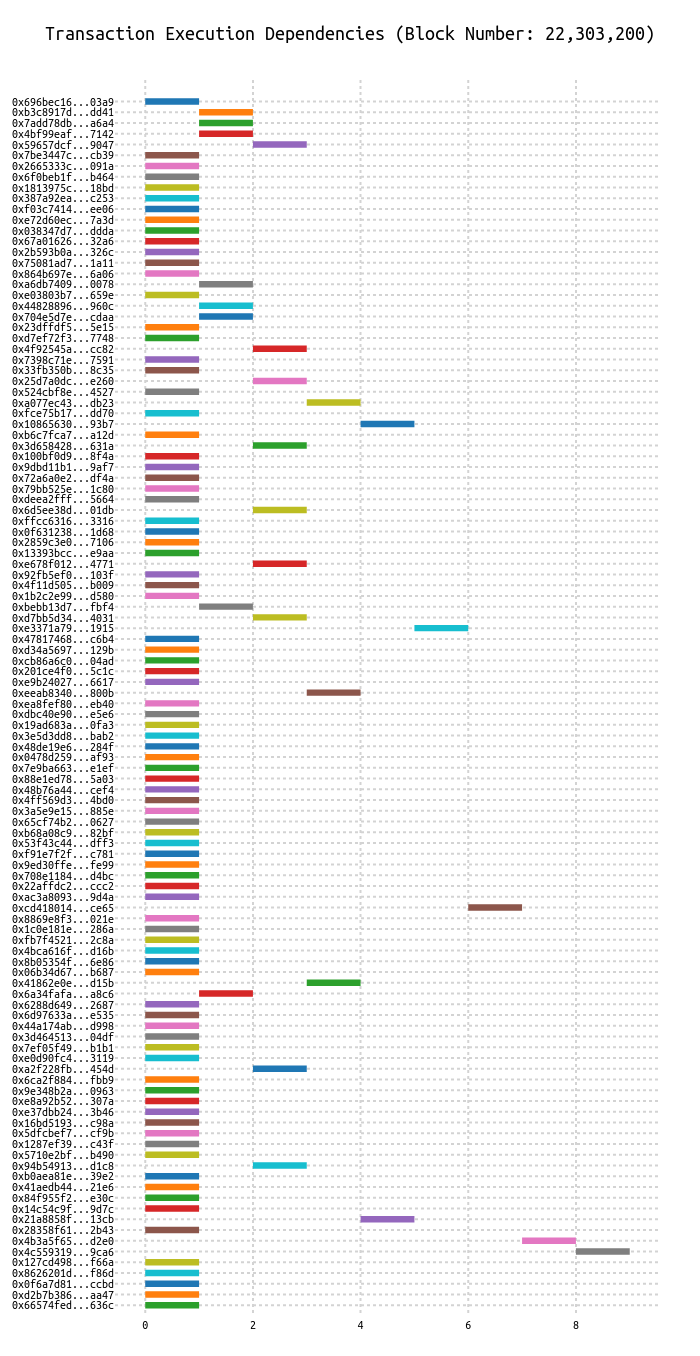 Transaction Execution Dependencies (Block Number: 22,303,200)
0x696bec16...03a9
0xb3c8917d...dd41
0x7add78db...a6a4
0x4bf99eaf...7142
0x59657dcf...9047
0x7be3447c...cb39
0x2665333c...091a
0x6f0beb1f...b464
0x1813975c...18bd
0x387a92ea...c253
0xf03c7414...ee06
0xe72d60ec...7a3d
0x038347d7...ddda
0x67a01626...32a6
0x2b593b0a...326c
0x75081ad7...1a11
0x864b697e...6a06
0xa6db7409...0078
0xe03803b7...659e
0x44828896...960c
0x704e5d7e...cdaa
0x23dffdf5...5e15
0xd7ef72f3...7748
0x4f92545a...cc82
0x7398c71e...7591
0x33fb350b...8c35
0x25d7a0dc...e260
0x524cbf8e...4527
0xa077ec43...db23
0xfce75b17...dd70
0x10865630...93b7
0xb6c7fca7...a12d
0x3d658428...631a
0x100bf0d9...8f4a
0x9dbd11b1...9af7
0x72a6a0e2...df4a
0x79bb525e...1c80
0xdeea2fff...5664
0x6d5ee38d...01db
0xffcc6316...3316
0x0f631238...1d68
0x2859c3e0...7106
0x13393bcc...e9aa
0xe678f012...4771
0x92fb5ef0...103f
0x4f11d505...b009
0x1b2c2e99...d580
0xbebb13d7...fbf4
0xd7bb5d34...4031
0xe3371a79...1915
0x47817468...c6b4
0xd34a5697...129b
0xcb86a6c0...04ad
0x201ce4f0...5c1c
0xe9b24027...6617
0xeeab8340...800b
0xea8fef80...eb40
0xdbc40e90...e5e6
0x19ad683a...0fa3
0x3e5d3dd8...bab2
0x48de19e6...284f
0x0478d259...af93
0x7e9ba663...e1ef
0x88e1ed78...5a03
0x48b76a44...cef4
0x4ff569d3...4bd0
0x3a5e9e15...885e
0x65cf74b2...0627
0xb68a08c9...82bf
0x53f43c44...dff3
0xf91e7f2f...c781
0x9ed30ffe...fe99
0x708e1184...d4bc
0x22affdc2...ccc2
0xac3a8093...9d4a
0xcd418014...ce65
0x8869e8f3...021e
0x1c0e181e...286a
0xfb7f4521...2c8a
0x4bca616f...d16b
0x8b05354f...6e86
0x06b34d67...b687
0x41862e0e...d15b
0x6a34fafa...a8c6
0x6288d649...2687
0x6d97633a...e535
0x44a174ab...d998
0x3d464513...04df
0x7ef05f49...b1b1
0xe0d90fc4...3119
0xa2f228fb...454d
0x6ca2f884...fbb9
0x9e348b2a...0963
0xe8a92b52...307a
0xe37dbb24...3b46
0x16bd5193...c98a
0x5dfcbef7...cf9b
0x1287ef39...c43f
0x5710e2bf...b490
0x94b54913...d1c8
0xb0aea81e...39e2
0x41aedb44...21e6
0x84f955f2...e30c
0x14c54c9f...9d7c
0x21a8858f...13cb
0x28358f61...2b43
0x4b3a5f65...d2e0
0x4c559319...9ca6
0x127cd498...f66a
0x8626201d...f86d
0x0f6a7d81...ccbd
0xd2b7b386...aa47
0x66574fed...636c
0 2 4 6 8